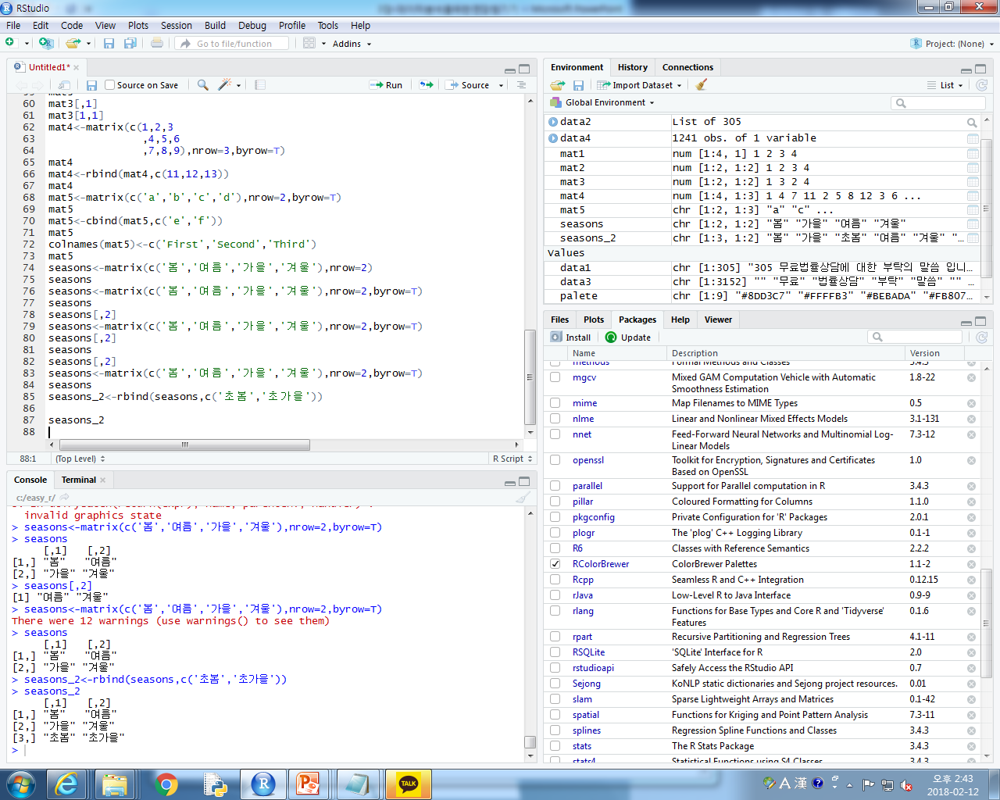 RStudio
File Edit Code View Plots Session Build Debug Profile Tools Help
Go to file/function Addins Project: (None)
Untitled1*
Source on Save Run Source
60 mat3[,1]
61 mat3[1,1]
62 mat4<-matrix(c(1,2,3
63 ,4,5,6
64 ,7,8,9),nrow=3,byrow=T)
65 mat4
66 mat4<-rbind(mat4,c(11,12,13))
67 mat4
68 mat5<-matrix(c('a','b','c','d'),nrow=2,byrow=T)
69 mat5
70 mat5<-cbind(mat5,c('e','f'))
71 mat5
72 colnames(mat5)<-c('First','Second','Third')
73 mat5
74 seasons<-matrix(c('봄','여름','가을','겨울'),nrow=2)
75 seasons
76 seasons<-matrix(c('봄','여름','가을','겨울'),nrow=2,byrow=T)
77 seasons
78 seasons[,2]
79 seasons<-matrix(c('봄','여름','가을','겨울'),nrow=2,byrow=T)
80 seasons[,2]
81 seasons
82 seasons[,2]
83 seasons<-matrix(c('봄','여름','가을','겨울'),nrow=2,byrow=T)
84 seasons
85 seasons_2<-rbind(seasons,c('초봄','초가을'))
86
87 seasons_2
88
88:1 (Top Level) R Script
Console Terminal
c:/easy_r/
invalid graphics state
> seasons<-matrix(c('봄','여름','가을','겨울'),nrow=2,byrow=T)
> seasons
[,1] [,2]
[1,] "봄" "여름"
[2,] "가을" "겨울"
> seasons[,2]
[1] "여름" "겨울"
> seasons<-matrix(c('봄','여름','가을','겨울'),nrow=2,byrow=T)
There were 12 warnings (use warnings() to see them)
> seasons
[,1] [,2]
[1,] "봄" "여름"
[2,] "가을" "겨울"
> seasons_2<-rbind(seasons,c('초봄','초가을'))
> seasons_2
[,1] [,2]
[1,] "봄" "여름"
[2,] "가을" "겨울"
[3,] "초봄" "초가을"
>
Environment History Connections
Import Dataset List
Global Environment
data2 List of 305
data4 1241 obs. of 1 variable
mat1 num [1:4, 1] 1 2 3 4
mat2 num [1:2, 1:2] 1 2 3 4
mat3 num [1:2, 1:2] 1 3 2 4
mat4 num [1:4, 1:3] 1 4 7 11 2 5 8 12 3 6 ...
mat5 chr [1:2, 1:3] "a" "c" ...
seasons chr [1:2, 1:2] "봄" "가을" "여름" "겨울"
seasons_2 chr [1:3, 1:2] "봄" "가을" "초봄" "여름" "겨울" "...
Values
data1 chr [1:305] "305 무료법률상담에 대한 부탁의 말씀 입니...
data3 chr [1:3152] "" "무료" "법률상담" "부탁" "말씀" "" ...
palete chr [1:9] "#8DD3C7" "#FFFFB3" "#BEBADA" "#FB807...
Files Plots Packages Help Viewer
Install Update
Name Description Version
methods Formal Methods and Classes 3.4.3
mgcv Mixed GAM Computation Vehicle with Automatic Smoothness Estimation 1.8-22
mime Map Filenames to MIME Types 0.5
nlme Linear and Nonlinear Mixed Effects Models 3.1-131
nnet Feed-Forward Neural Networks and Multinomial Log-Linear Models 7.3-12
openssl Toolkit for Encryption, Signatures and Certificates Based on OpenSSL 1.0
parallel Support for Parallel computation in R 3.4.3
pillar Coloured Formatting for Columns 1.1.0
pkgconfig Private Configuration for 'R' Packages 2.0.1
plogr The 'plog' C++ Logging Library 0.1-1
R6 Classes with Reference Semantics 2.2.2
RColorBrewer ColorBrewer Palettes 1.1-2
Rcpp Seamless R and C++ Integration 0.12.15
rJava Low-Level R to Java Interface 0.9-9
rlang Functions for Base Types and Core R and 'Tidyverse' Features 0.1.6
rpart Recursive Partitioning and Regression Trees 4.1-11
RSQLite 'SQLite' Interface for R 2.0
rstudioapi Safely Access the RStudio API 0.7
Sejong KoNLP static dictionaries and Sejong project resources. 0.01
slam Sparse Lightweight Arrays and Matrices 0.1-42
spatial Functions for Kriging and Point Pattern Analysis 7.3-11
splines Regression Spline Functions and Classes 3.4.3
stats The R Stats Package 3.4.3
stats4 Statistical Functions using S4 Classes 3.4.3
TALK
A 漢
오후 2:43
2018-02-12